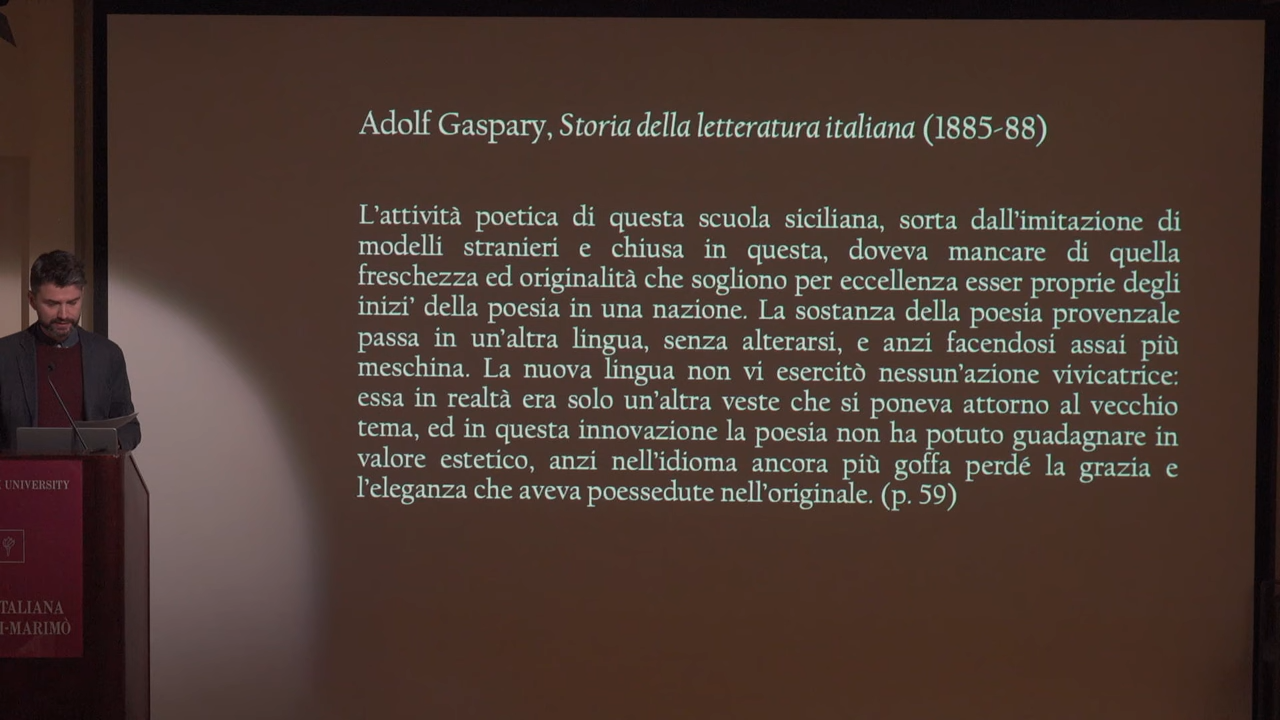 Adolf Gaspary, Storia della letteratura italiana (1885-88)
L'attività poetica di questa scuola siciliana, sorta dall'imitazione di
modelli stranieri e chiusa in questa, doveva mancare di quella
freschezza ed originalità che sogliono per eccellenza esser proprie degli
inizi' della poesia in una nazione. La sostanza della poesia provenzale
passa in un'altra lingua, senza alterarsi, e anzi facendosi assai più
meschina. La nuova lingua non vi esercitò nessun'azione vivicatrice:
essa in realtà era solo un'altra veste che si poneva attorno al vecchio
tema, ed in questa innovazione la poesia non ha potuto guadagnare in
valore estetico, anzi nell'idioma ancora più goffa perdé la grazia e
l'eleganza che aveva poessedute nell'originale. (p. 59)
UNIVERSITY
TALIANA
I-MARIMÒ